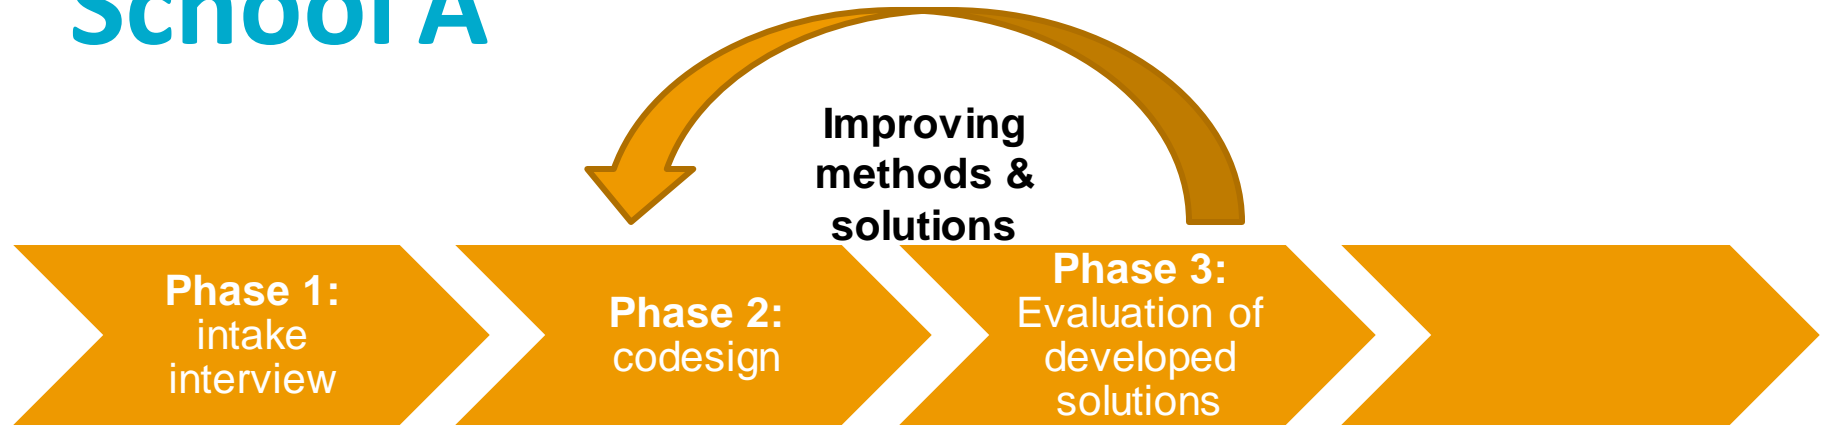 School A
Improving
methods &
solutions
Phase 1:
intake
interview
Phase 2:
codesign
Phase 3:
Evaluation of
developed
solutions